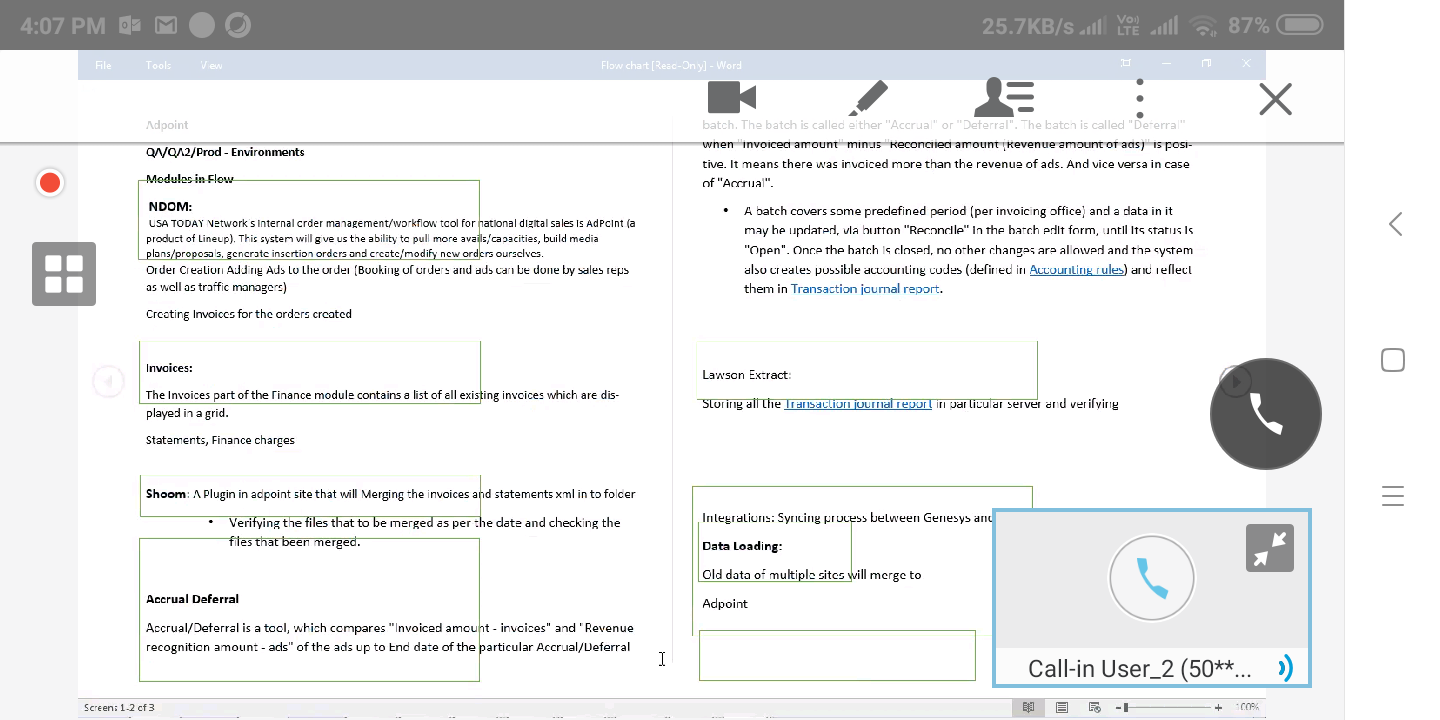 4:07 PM
25.7KB/s
Vo)
LTE
87%
File Tools View
Flow chart [Read-Only] - Word
Adpoint
QA/QA2/Prod - Environments
Modules in Flow
NDOM:
USA TODAY Network's internal order management/workflow tool for national digital sales is AdPoint (a
product of Lineup). This system will give us the ability to pull more avails/capacities, build media
plans/proposals, generate insertion orders and create/modify new orders ourselves.
Order Creation Adding Ads to the order (Booking of orders and ads can be done by sales reps
as well as traffic managers)
Creating Invoices for the orders created
Invoices:
The Invoices part of the Finance module contains a list of all existing invoices which are dis-
played in a grid.
Statements, Finance charges
Shoom: A Plugin in adpoint site that will Merging the invoices and statements xml in to folder
• Verifying the files that to be merged as per the date and checking the
files that been merged.
Accrual Deferral
Accrual/Deferral is a tool, which compares "Invoiced amount - invoices" and "Revenue
recognition amount - ads" of the ads up to End date of the particular Accrual/Deferral
batch. The batch is called either "Accrual" or "Deferral". The batch is called "Deferral"
when "Invoiced amount" minus "Reconciled amount (Revenue amount of ads)" is posi-
tive. It means there was invoiced more than the revenue of ads. And vice versa in case
of "Accrual".
• A batch covers some predefined period (per invoicing office) and a data in it
may be updated, via button "Reconcile" in the batch edit form, until its status is
"Open". Once the batch is closed, no other changes are allowed and the system
also creates possible accounting codes (defined in Accounting rules) and reflect
them in Transaction journal report.
Lawson Extract:
Storing all the Transaction journal report in particular server and verifying
Integrations: Syncing process between Genesys and
Data Loading:
Old data of multiple sites will merge to
Adpoint
Call-in User_2 (50**...
Screens 1-2 of 3
100%